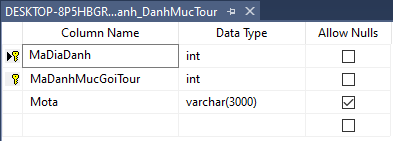 DESKTOP-8P5HBGR...anh_DanhMucTour
Column Name Data Type Allow Nulls
MaDiaDanh int
MaDanhMucGoiTour int
Mota varchar(3000)